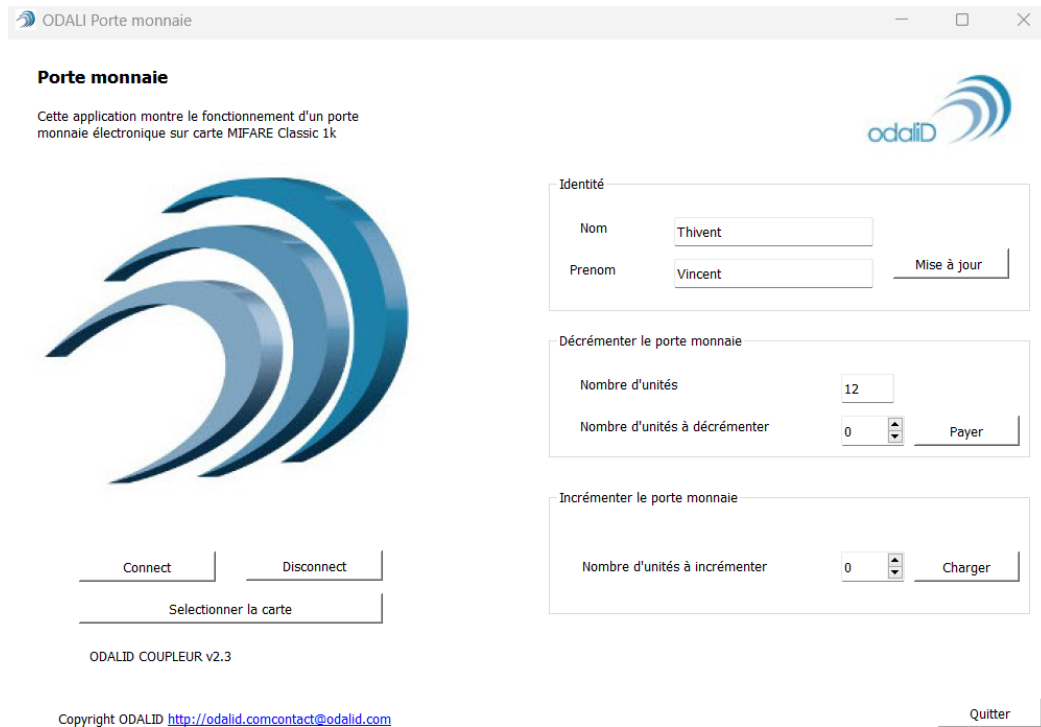 ODALI Porte monnaie
Porte monnaie
Cette application montre le fonctionnement d'un porte
monnaie électronique sur carte MIFARE Classic 1k
odaliD
Identité
Nom
Thivent
Prenom
Vincent
Mise à jour
Décrémenter le porte monnaie
Nombre d'unités
12
Nombre d'unités à décrémenter
0
Payer
Incrémenter le porte monnaie
Nombre d'unités à incrémenter
0
Charger
Connect
Disconnect
Selectionner la carte
ODALID COUPLEUR v2.3
Copyright ODALID http://odalid.comcontact@odalid.com
Quitter